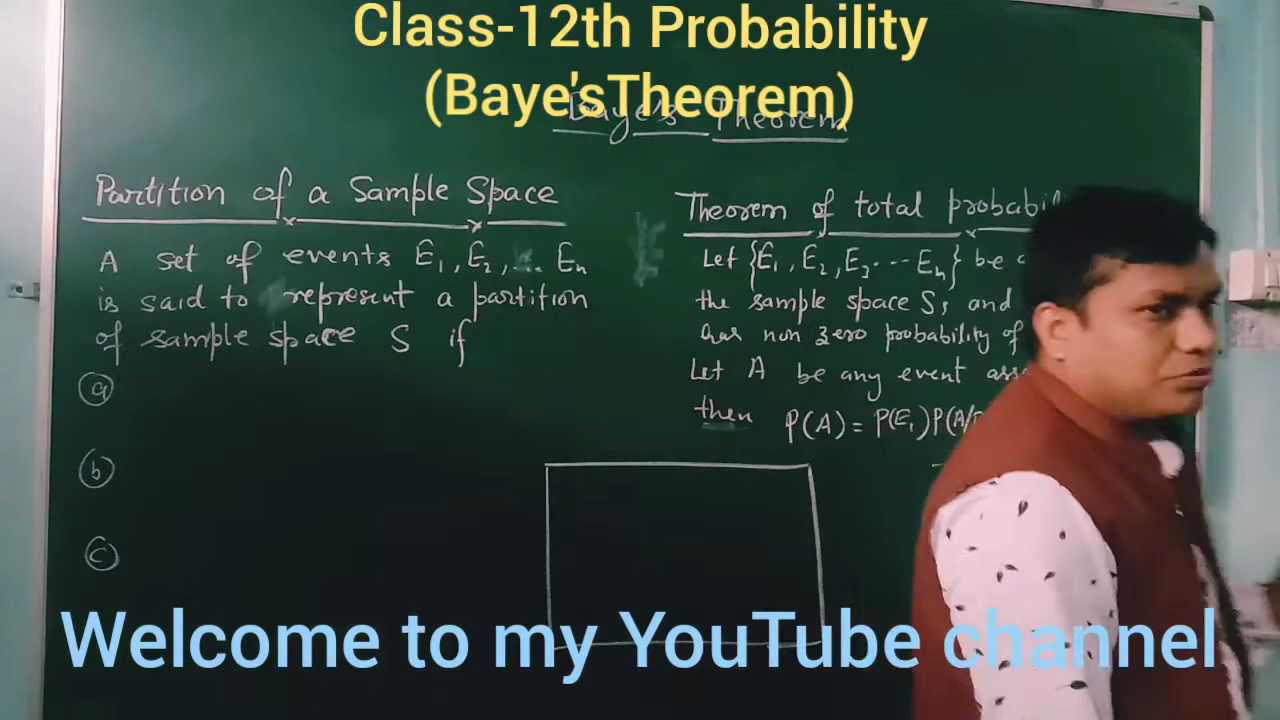 Class-12th Probability
(Baye'sTheorem)
Baye's Theorem
Partition of a Sample Space
A set of events E₁, E₂, .... Eₙ
is said to represent a partition
of sample space S if
(a)
(b)
(c)
Theorem of total
Let {E₁, E₂, E₃.... Eₙ} be
the sample space S, and
has non zero probability of
Let A be any event
then P(A) = P(E₁)P(A/
Welcome to my YouTube channel